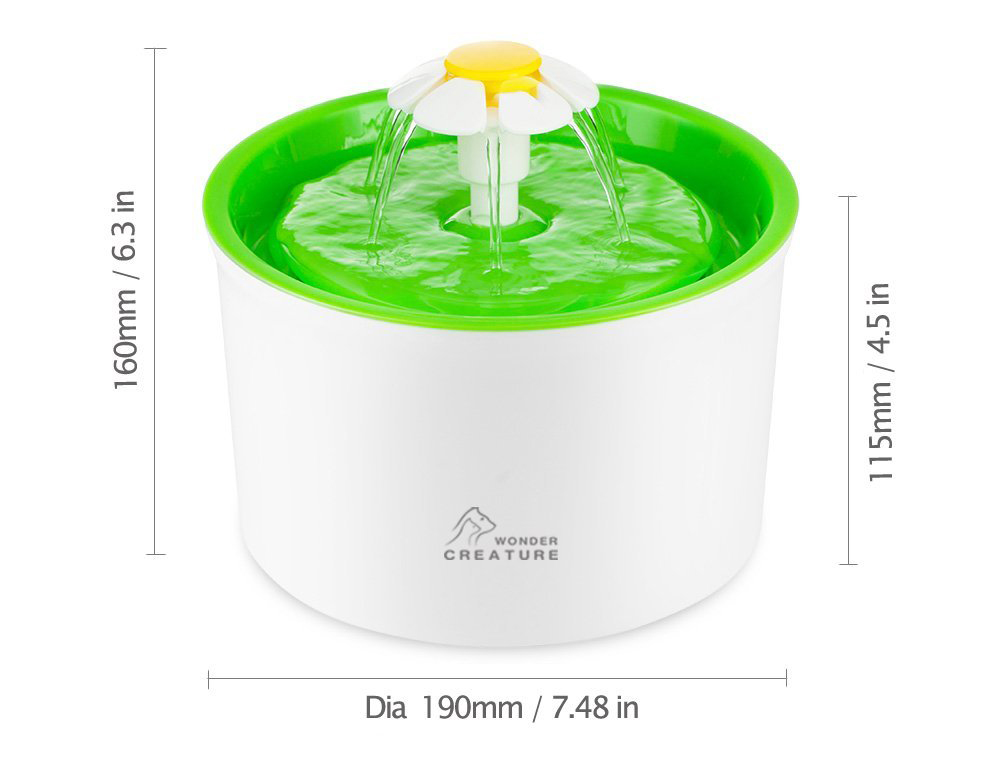 160mm / 6.3 in
115mm / 4.5 in
WONDER
CREATURE
Dia 190mm / 7.48 in